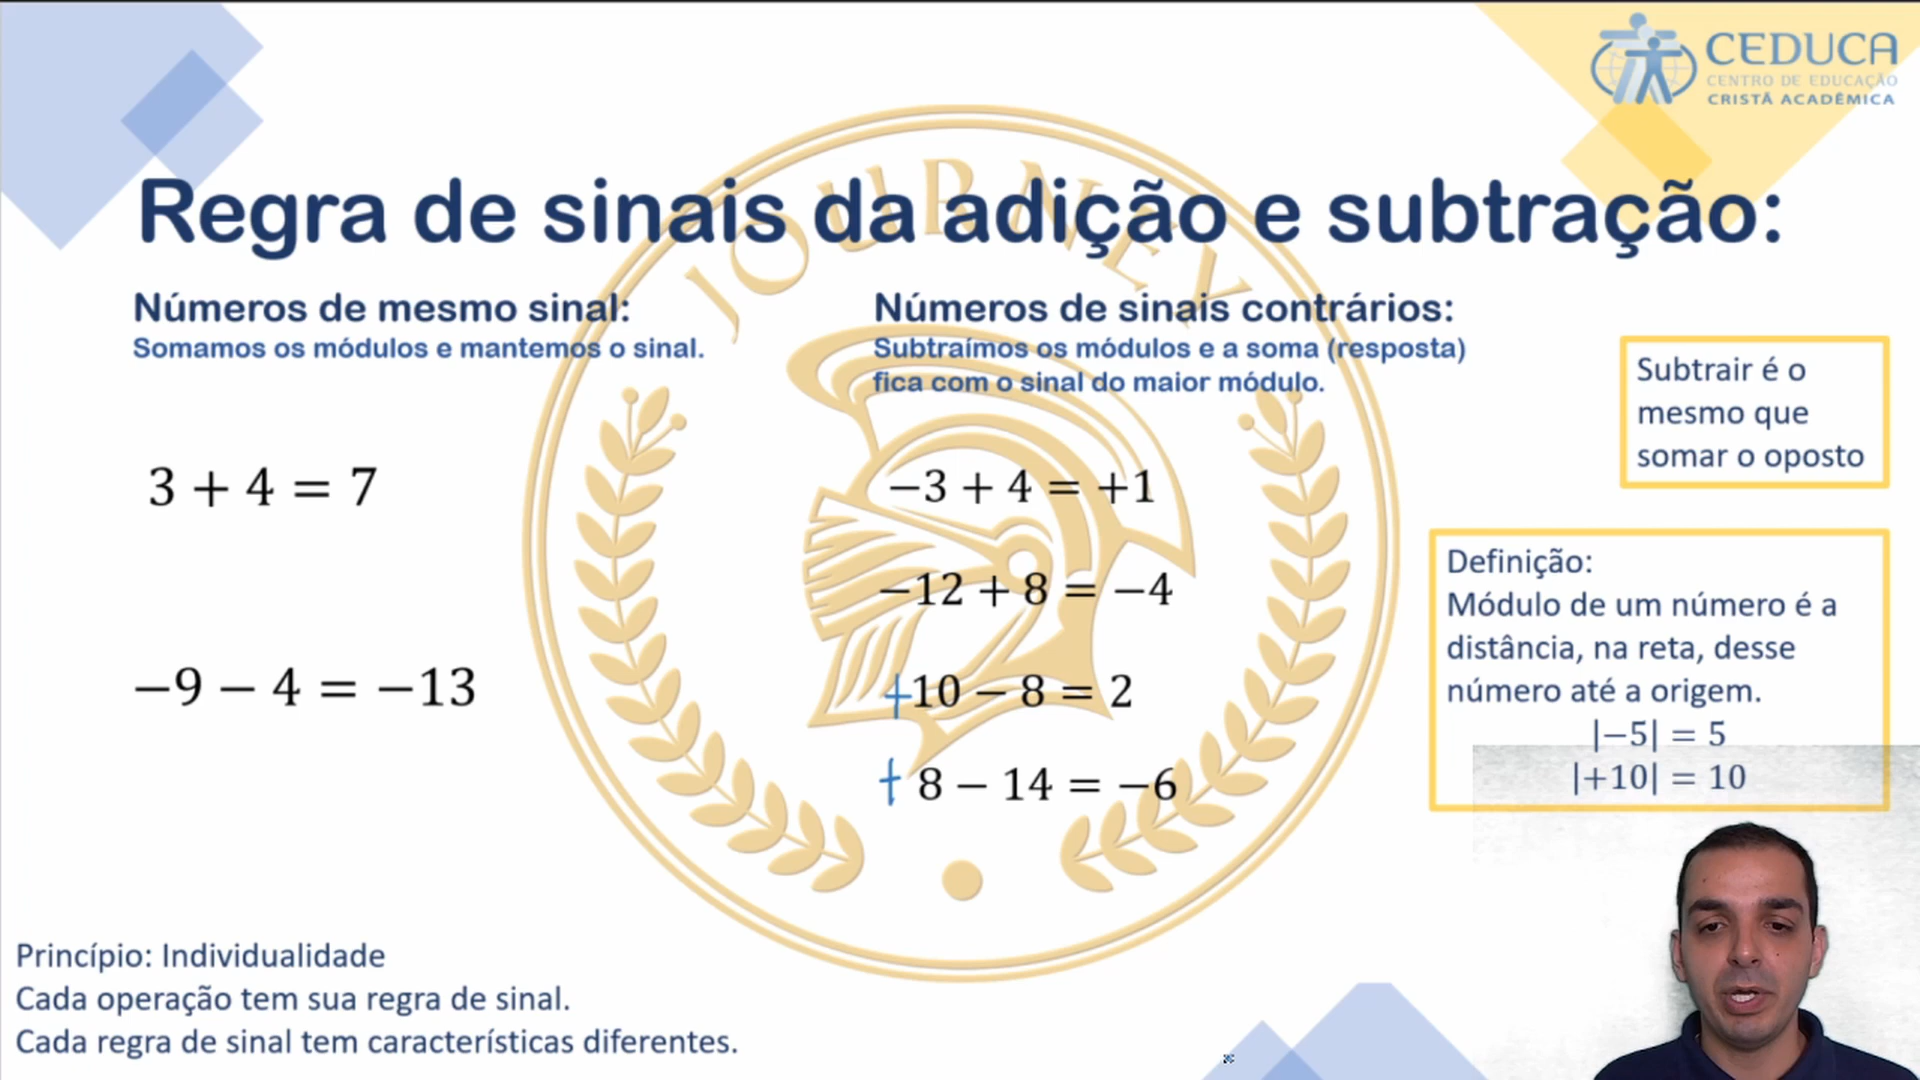 CEDUCA
CENTRO DE EDUCAÇÃO
CRISTÃ ACADÊMICA
JOURNEY
Regra de sinais da adição e subtração:
Números de mesmo sinal:
Somamos os módulos e mantemos o sinal.
3 + 4 = 7
−9 − 4 = −13
Números de sinais contrários:
Subtraímos os módulos e a soma (resposta)
fica com o sinal do maior módulo.
−3 + 4 = +1
−12 + 8 = −4
+10 − 8 = 2
+ 8 − 14 = −6
Subtrair é o
mesmo que
somar o oposto
Definição:
Módulo de um número é a
distância, na reta, desse
número até a origem.
|−5| = 5
|+10| = 10
Princípio: Individualidade
Cada operação tem sua regra de sinal.
Cada regra de sinal tem características diferentes.